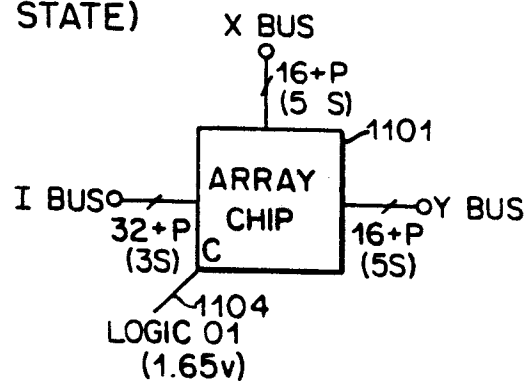 STATE)
X BUS
16+P
(5 S)
1101
ARRAY
CHIP
I BUS
32+P
(3S)
C
Y BUS
16+P
(5S)
1104
LOGIC 01
(1.65v)